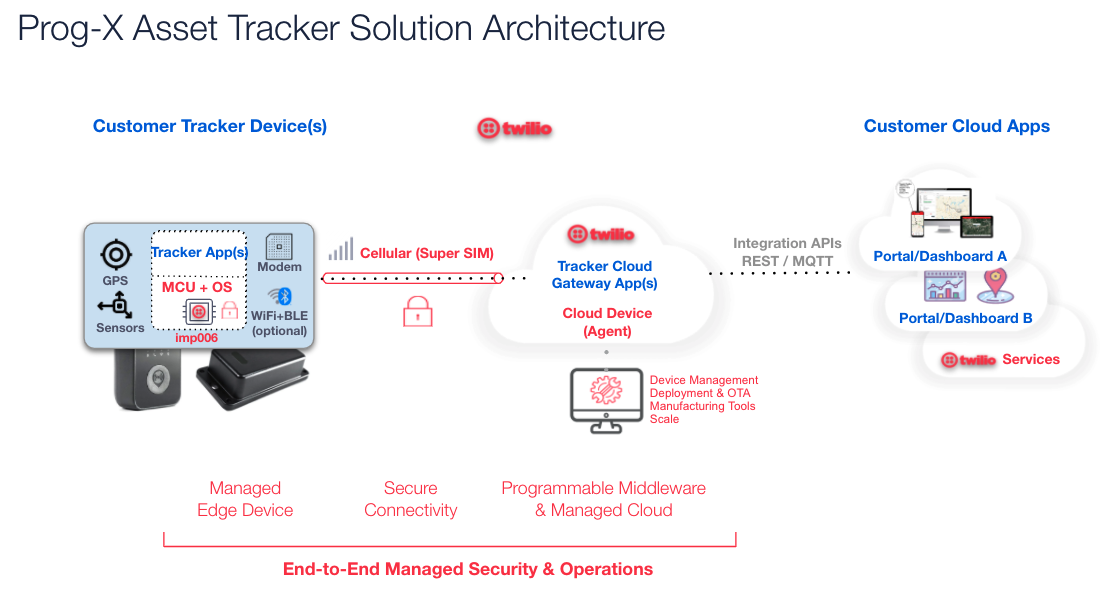 Prog-X Asset Tracker Solution Architecture
Customer Tracker Device(s)
twilio
Customer Cloud Apps
GPS
Sensors
Tracker App(s)
MCU + OS
imp006
Modem
WiFi+BLE
(optional)
Cellular (Super SIM)
twilio
Tracker Cloud
Gateway App(s)
Cloud Device
(Agent)
Integration APIs
REST / MQTT
Portal/Dashboard A
Portal/Dashboard B
twilio Services
Device Management
Deployment & OTA
Manufacturing Tools
Scale
Managed
Edge Device
Secure
Connectivity
Programmable Middleware
& Managed Cloud
End-to-End Managed Security & Operations